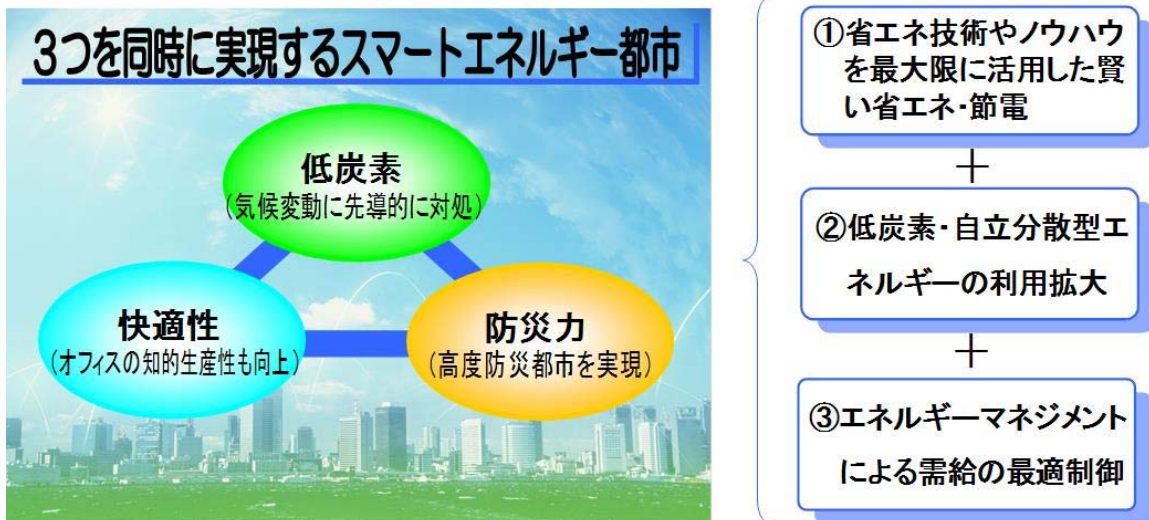 ３つを同時に実現するスマートエネルギー都市
低炭素
(気候変動に先導的に対処)
快適性
(オフィスの知的生産性も向上)
防災力
(高度防災都市を実現)
①省エネ技術やノウハウ
を最大限に活用した賢
い省エネ・節電
＋
②低炭素・自立分散型エ
ネルギーの利用拡大
＋
③エネルギーマネジメント
による需給の最適制御